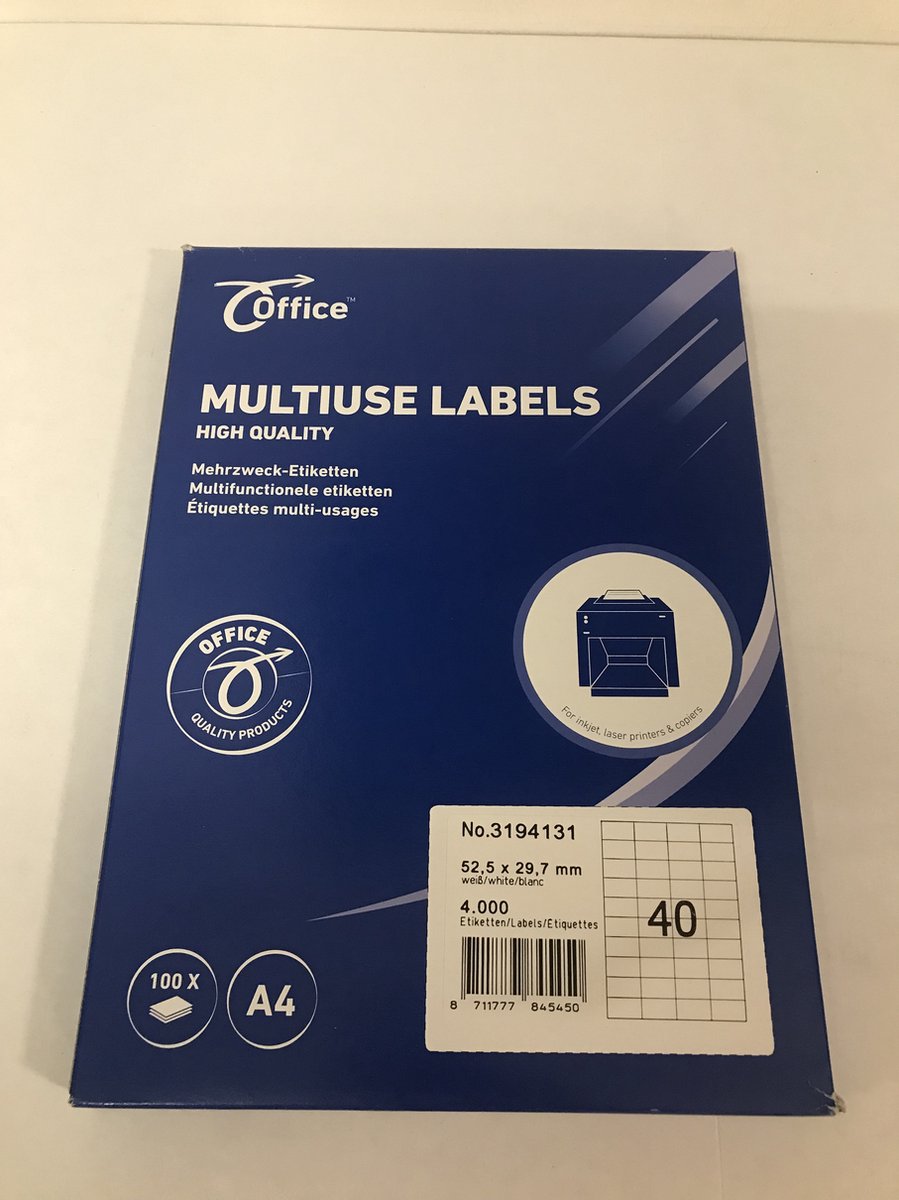 Office™
MULTIUSE LABELS
HIGH QUALITY
Mehrzweck-Etiketten
Multifunctionele etiketten
Étiquettes multi-usages
OFFICE
QUALITY PRODUCTS
For inkjet, laser printers & copiers
No.3194131
52,5 x 29,7 mm
weiß/white/blanc
4.000
Etiketten/Labels/Étiquettes
40
8 711777 845450
100 X
A4